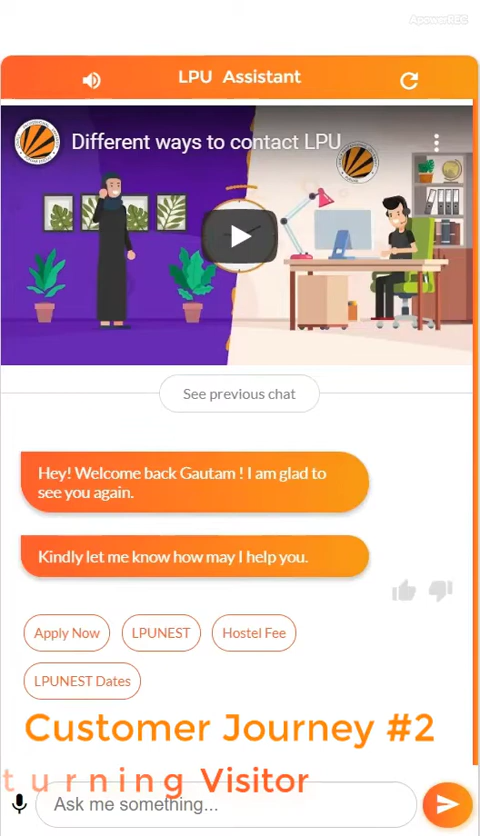 ApowerREC
LPU Assistant
Different ways to contact LPU
See previous chat
Hey! Welcome back Gautam ! I am glad to
see you again.
Kindly let me know how may I help you.
Apply Now
LPUNEST
Hostel Fee
LPUNEST Dates
Customer Journey #2
turning Visitor
Ask me something...